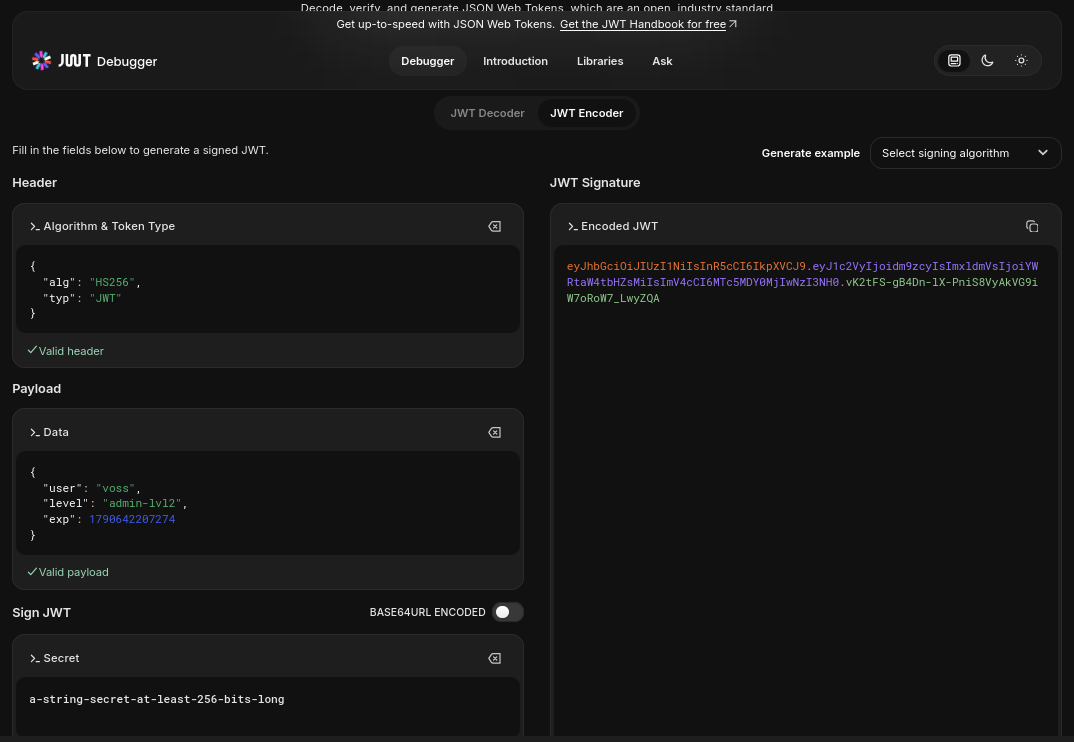 Decode, verify, and generate JSON Web Tokens, which are an open, industry standard
Get up-to-speed with JSON Web Tokens. Get the JWT Handbook for free
JWT Debugger
Debugger Introduction Libraries Ask
JWT Decoder JWT Encoder
Fill in the fields below to generate a signed JWT.
Generate example Select signing algorithm
Header
Algorithm & Token Type
{
"alg": "HS256",
"typ": "JWT"
}
Valid header
Payload
Data
{
"user": "voss",
"level": "admin-lvl2",
"exp": 1790642207274
}
Valid payload
Sign JWT
BASE64URL ENCODED
Secret
a-string-secret-at-least-256-bits-long
JWT Signature
Encoded JWT
eyJhbGciOiJIUzI1NiIsInR5cCI6IkpXVCJ9.eyJ1c2VyIjoidm9zcyIsImxldmVsIjoiYW
RtaW4tbHZsMiIsImV4cCI6MTc5MDY0MjIwNzI3NH0.vK2tFS-gB4Dn-lX-PniS8VyAkVG9i
W7oRoW7_LwyZQA